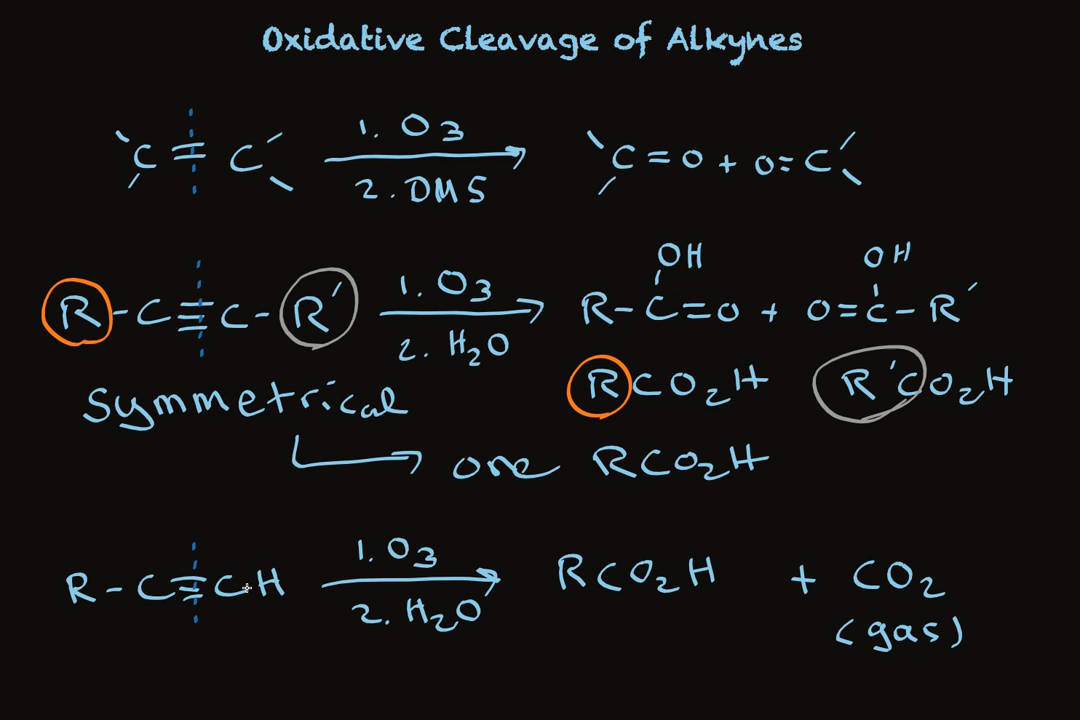 Oxidative Cleavage of Alkynes
1. O3
C=C → C=O + O=C
2. DMS
OH OH
1. O3
R-C≡C-R' → R-C=O + O=C-R'
2. H2O
RCO2H R'CO2H
Symmetrical
↳ one RCO2H
1. O3
R-C≡CH → RCO2H + CO2
2. H2O (gas)